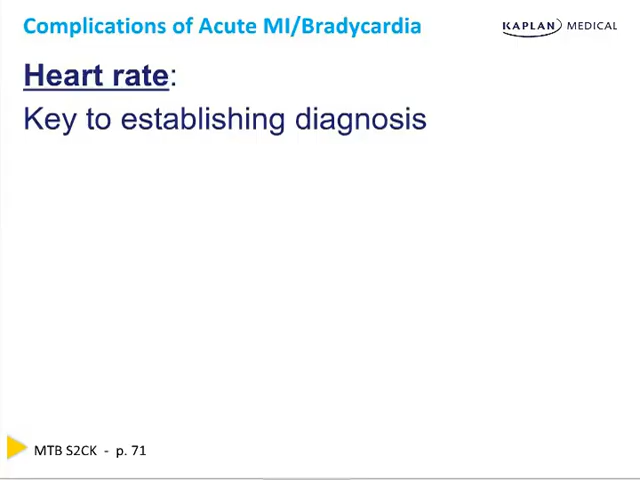 Complications of Acute MI/Bradycardia
KAPLAN MEDICAL
Heart rate:
Key to establishing diagnosis
MTB S2CK - p. 71